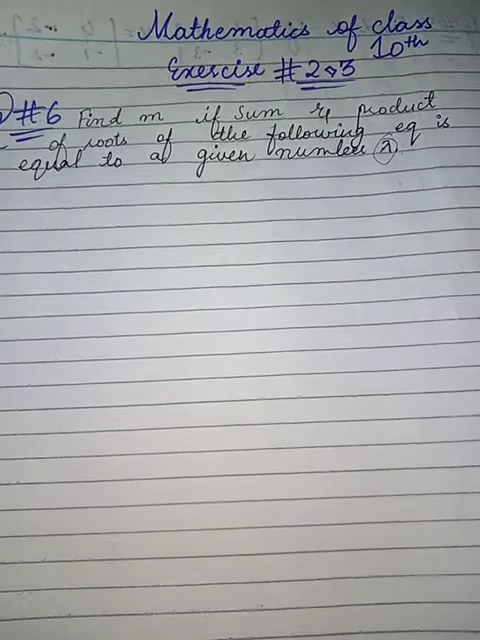 Mathematics of class 10th
Exercise # 2.3
#6 Find m if sum & product
of roots of the following eq is
equal to a given number λ.